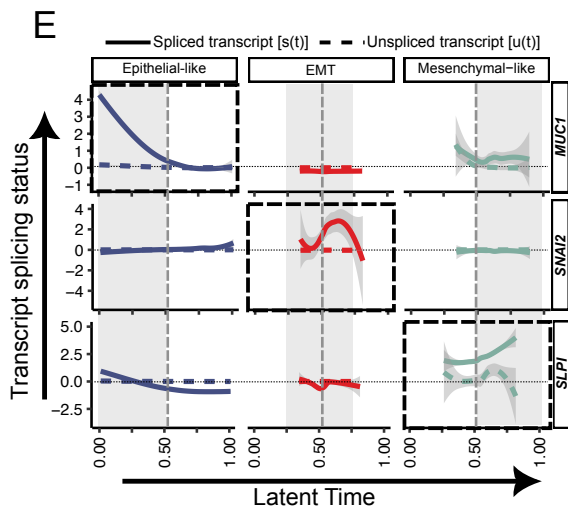 E
Spliced transcript [s(t)] Unspliced transcript [u(t)]
Epithelial-like EMT Mesenchymal-like
Transcript splicing status
4
3
2
1
0
−1
MUC1
4
2
0
−2
−4
SNAI2
5.0
2.5
0.0
−2.5
SLPI
0.00 0.50 1.00 0.00 0.50 1.00 0.00 0.50 1.00
Latent Time